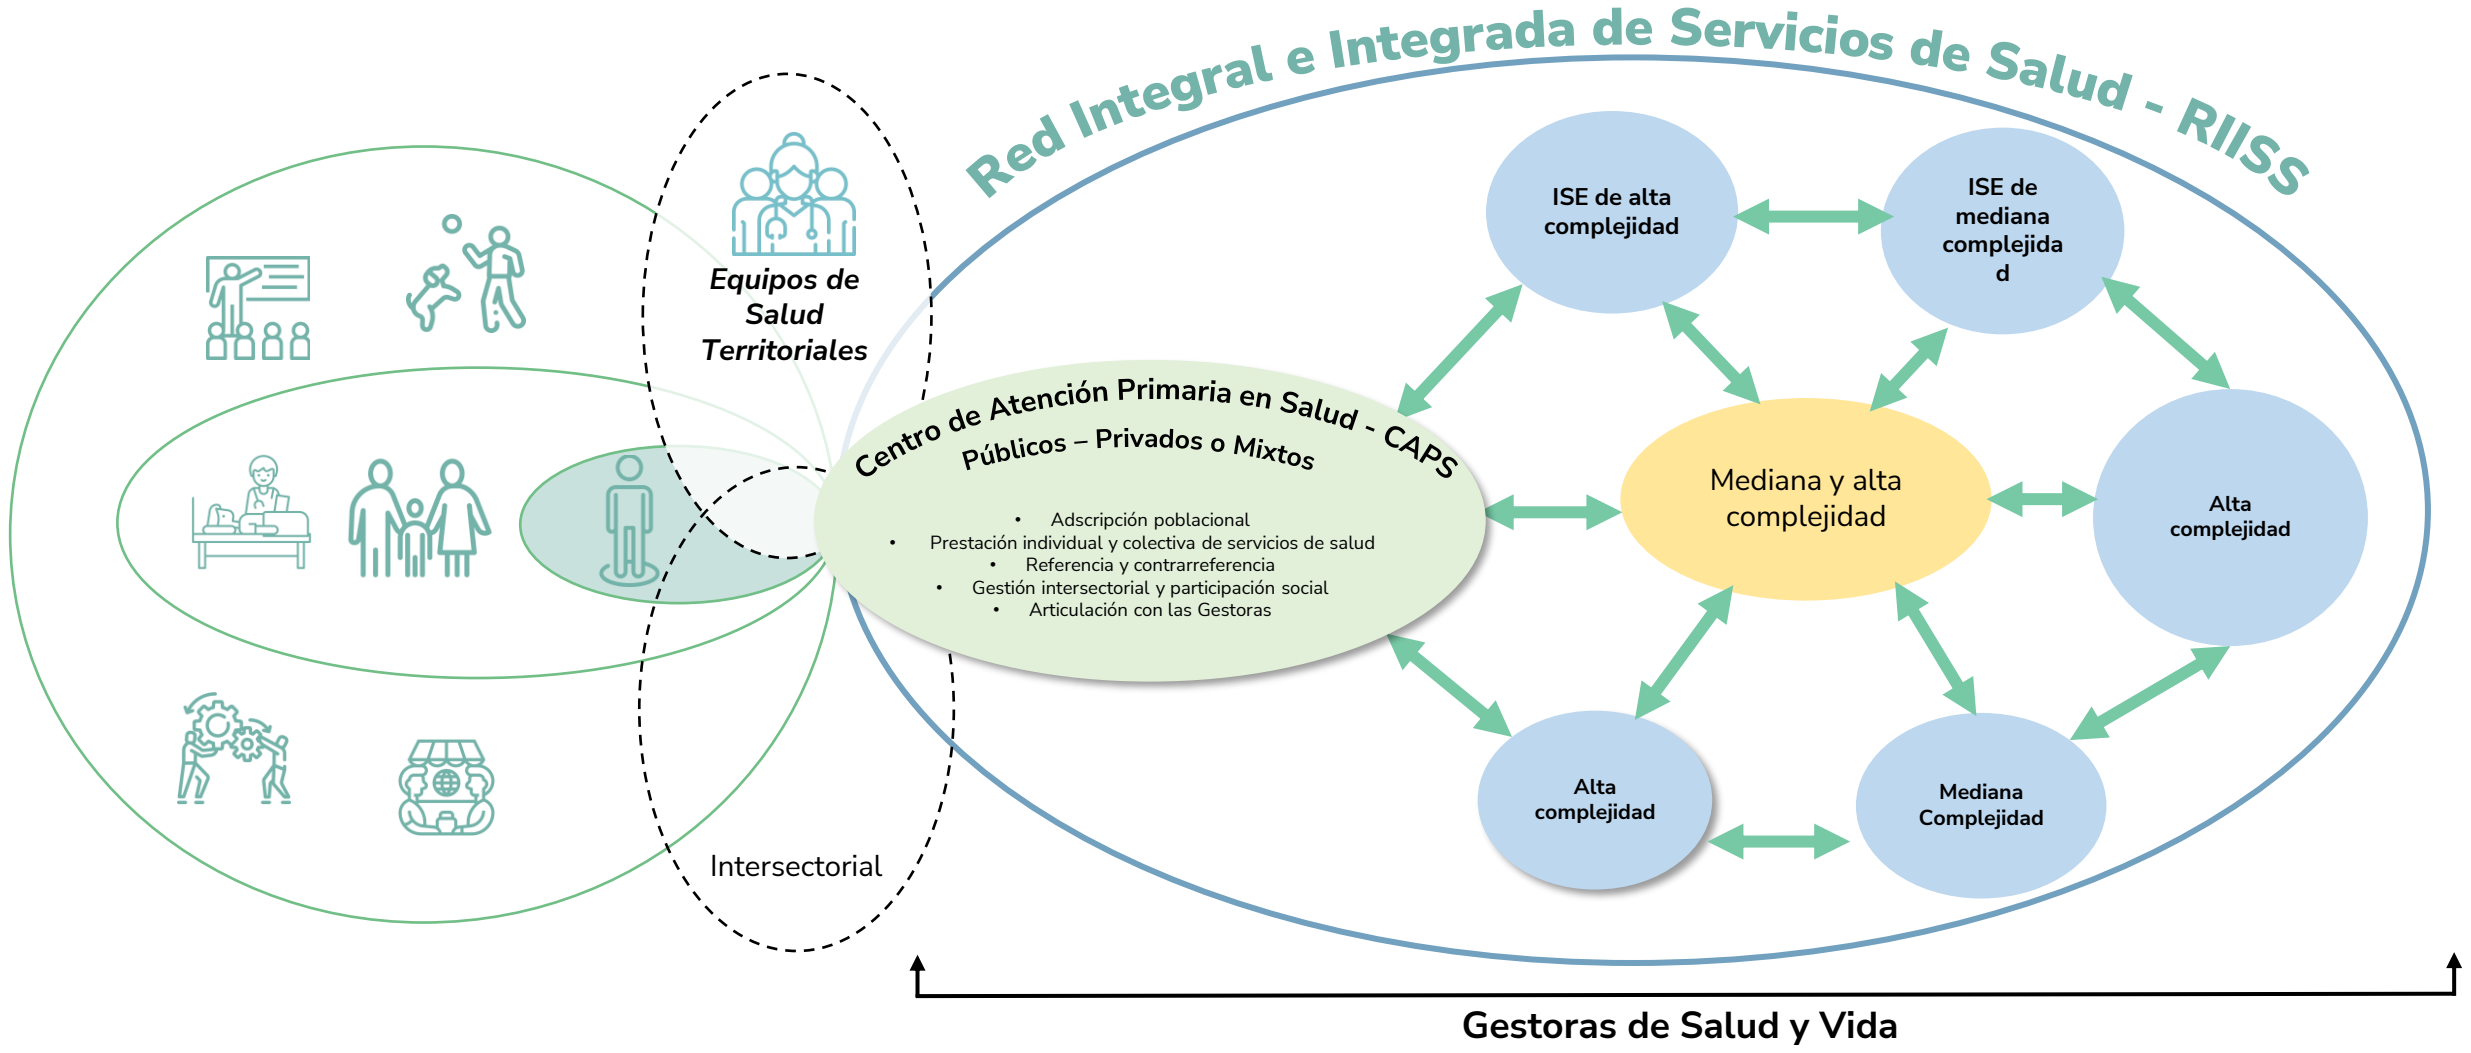 Red Integral e Integrada de Servicios de Salud - RIISS
Equipos de
Salud
Territoriales
Intersectorial
Centro de Atención Primaria en Salud - CAPS
Públicos – Privados o Mixtos
• Adscripción poblacional
• Prestación individual y colectiva de servicios de salud
• Referencia y contrarreferencia
• Gestión intersectorial y participación social
• Articulación con las Gestoras
ISE de alta
complejidad
ISE de
mediana
complejida
d
Mediana y alta
complejidad
Alta
complejidad
Alta
complejidad
Mediana
Complejidad
Gestoras de Salud y Vida